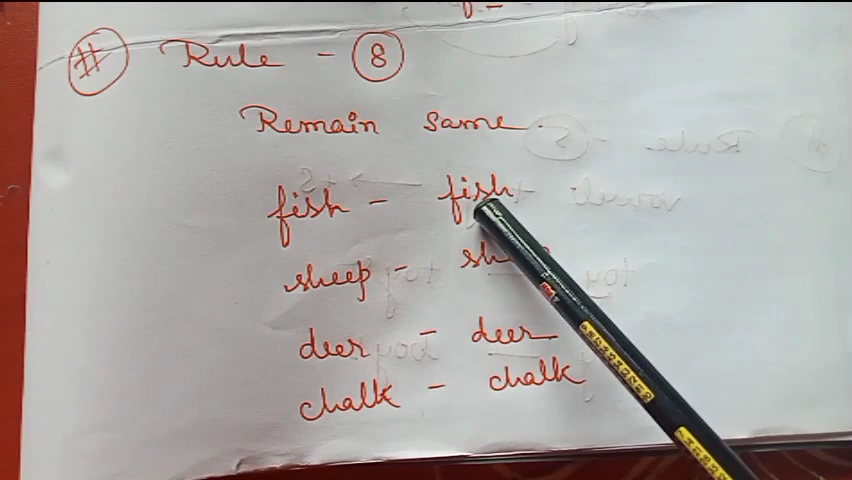 # Rule - 8
Remain same
fish - fish
sheep -
deer - deer
chalk - chalk